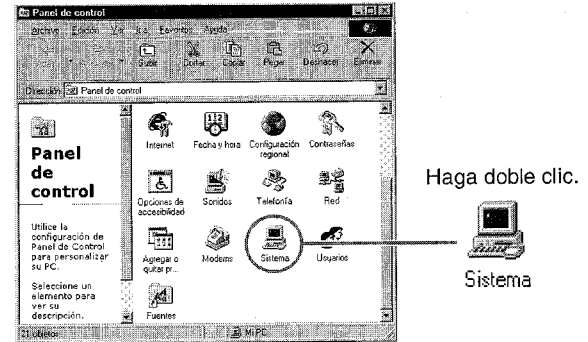 Panel de control
Archivo Edición Ver Ir a Favoritos Ayuda
Subir Cortar Copiar Pegar Deshacer Eliminar
Dirección Panel de control
Panel
de
control
Utilice la
configuración de
Panel de Control
para personalizar
su PC.
Seleccione un
elemento para
ver su
descripción.
Internet Fecha y hora Configuración
regional Contraseñas
Opciones de
accesibilidad Sonidos Telefonía Red
Agregar o
quitar pr... Modems Sistema Usuarios
Fuentes
21 objetos Mi PC
Haga doble clic.
Sistema